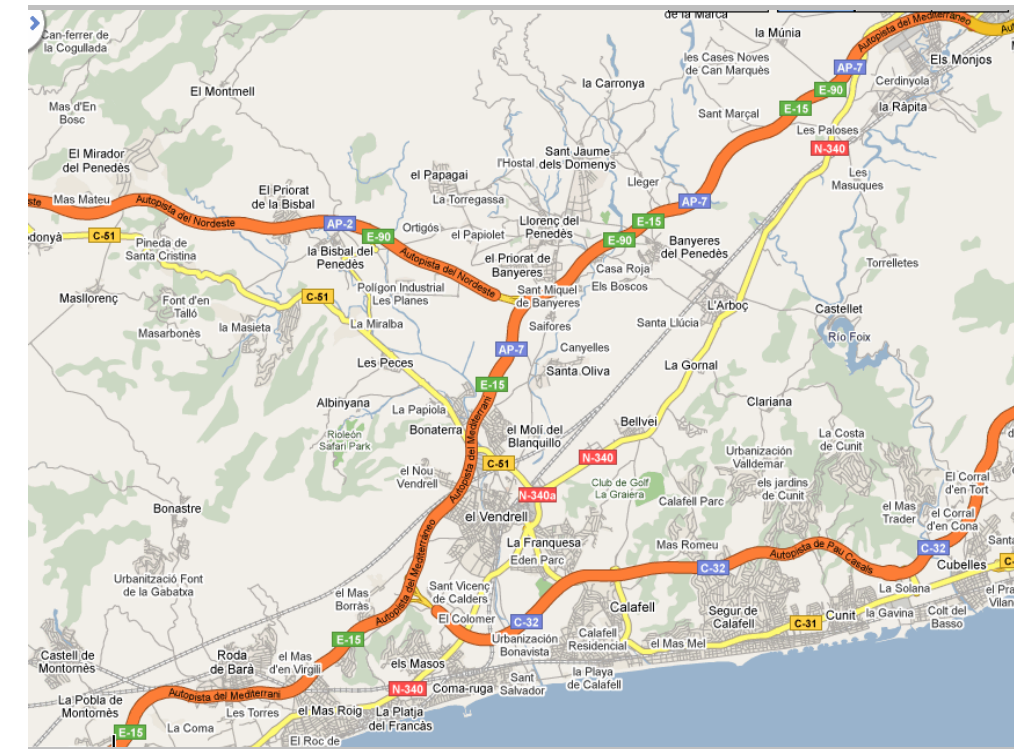 de la Marca
la Múnia
Autopista del Mediterráneo
Can-ferrer de
la Cogullada
les Cases Noves
de Can Marquès
Els Monjos
AP-7
Cerdinyola
El Montmell
la Carronya
E-90
E-15
la Ràpita
Mas d'En
Bosc
Sant Marçal
Les Paloses
N-340
El Mirador
del Penedès
Sant Jaume
dels Domenys
l'Hostal
el Papagai
Lleger
Les
Masuques
Mas Mateu
El Priorat
de la Bisbal
La Torregassa
AP-7
Autopista del Nordeste
AP-2
Llorenç del
Penedès
E-15
C-51
E-90
Ortigós
el Papiolet
E-90
Banyeres
del Penedès
Pineda de
Santa Cristina
la Bisbal del
Penedès
Autopista del Nordeste
el Priorat de
Banyeres
Casa Roja
Torrelletes
Masllorenç
Font d'en
Talló
C-51
Polígon Industrial
Les Planes
Sant Miquel
de Banyeres
Els Boscos
L'Arboç
Castellet
Masarbonès
la Masieta
La Miralba
Saifores
Santa Llúcia
Río Foix
AP-7
Canyelles
Les Peces
Santa Oliva
La Gornal
E-15
Albinyana
La Papiola
Clariana
Rioleón
Safari Park
Bonaterra
el Molí del
Blanquillo
Bellveí
La Costa
de Cunit
Autopista del Mediterrani
C-51
N-340
Urbanización
Valldemar
el Nou
Vendrell
Club de Golf
La Graiera
els jardins
de Cunit
El Corral
d'en Tort
N-340a
Calafell Parc
Bonastre
el Vendrell
el Mas
Trader
el Corral
d'en Cona
Autopista del Mediterráneo
La Franquesa
Eden Parc
Mas Romeu
Autopista de Pau Casals
C-32
Urbanització Font
de la Gabatxa
Sant Vicenç
de Calders
C-32
Cubelles
el Mas
Borràs
La Solana
El Colomer
C-32
Calafell
Segur de
Calafell
Cunit
la Gavina
Colt del
Basso
C-31
E-15
Urbanización
Bonavista
Calafell
Residencial
el Mas Mel
Castell de
Montornès
Roda
de Barà
el Mas
d'en Virgili
els Masos
Sant
Salvador
la Playa
de Calafell
N-340
Coma-ruga
La Pobla de
Montornès
Autopista del Mediterrani
Les Torres
el Mas Roig
La Platja
del Francàs
E-15
La Coma
El Roc de